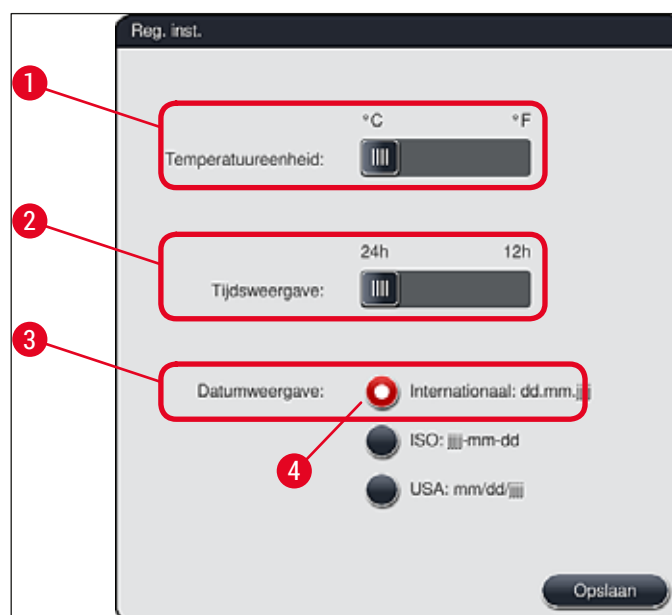 Reg. inst.
1
°C °F
Temperatuureenheid:
2
24h 12h
Tijdsweergave:
3
Datumweergave: Internationaal: dd.mm.jjjj
4
ISO: jjjj-mm-dd
USA: mm/dd/jjjj
Opslaan